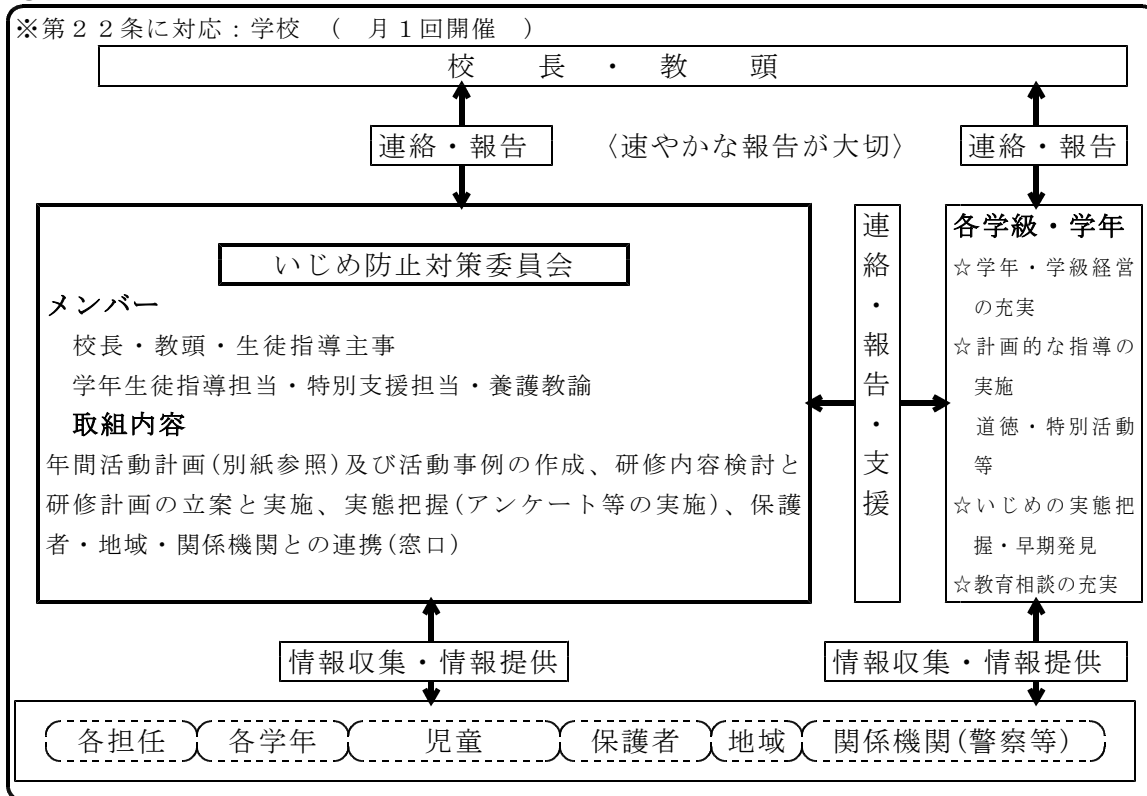 ※第２２条に対応：学校　（　月１回開催　）
校　長・教　頭
連絡・報告
〈速やかな報告が大切〉
連絡・報告
いじめ防止対策委員会
メンバー
校長・教頭・生徒指導主事
学年生徒指導担当・特別支援担当・養護教諭
取組内容
年間活動計画(別紙参照)及び活動事例の作成、研修内容検討と
研修計画の立案と実施、実態把握(アンケート等の実施)、保護
者・地域・関係機関との連携(窓口)
連絡・報告・支援
各学級・学年
☆学年・学級経営
の充実
☆計画的な指導の
実施
道徳・特別活動
等
☆いじめの実態把
握・早期発見
☆教育相談の充実
情報収集・情報提供
情報収集・情報提供
各担任　各学年　児童　保護者　地域　関係機関(警察等)